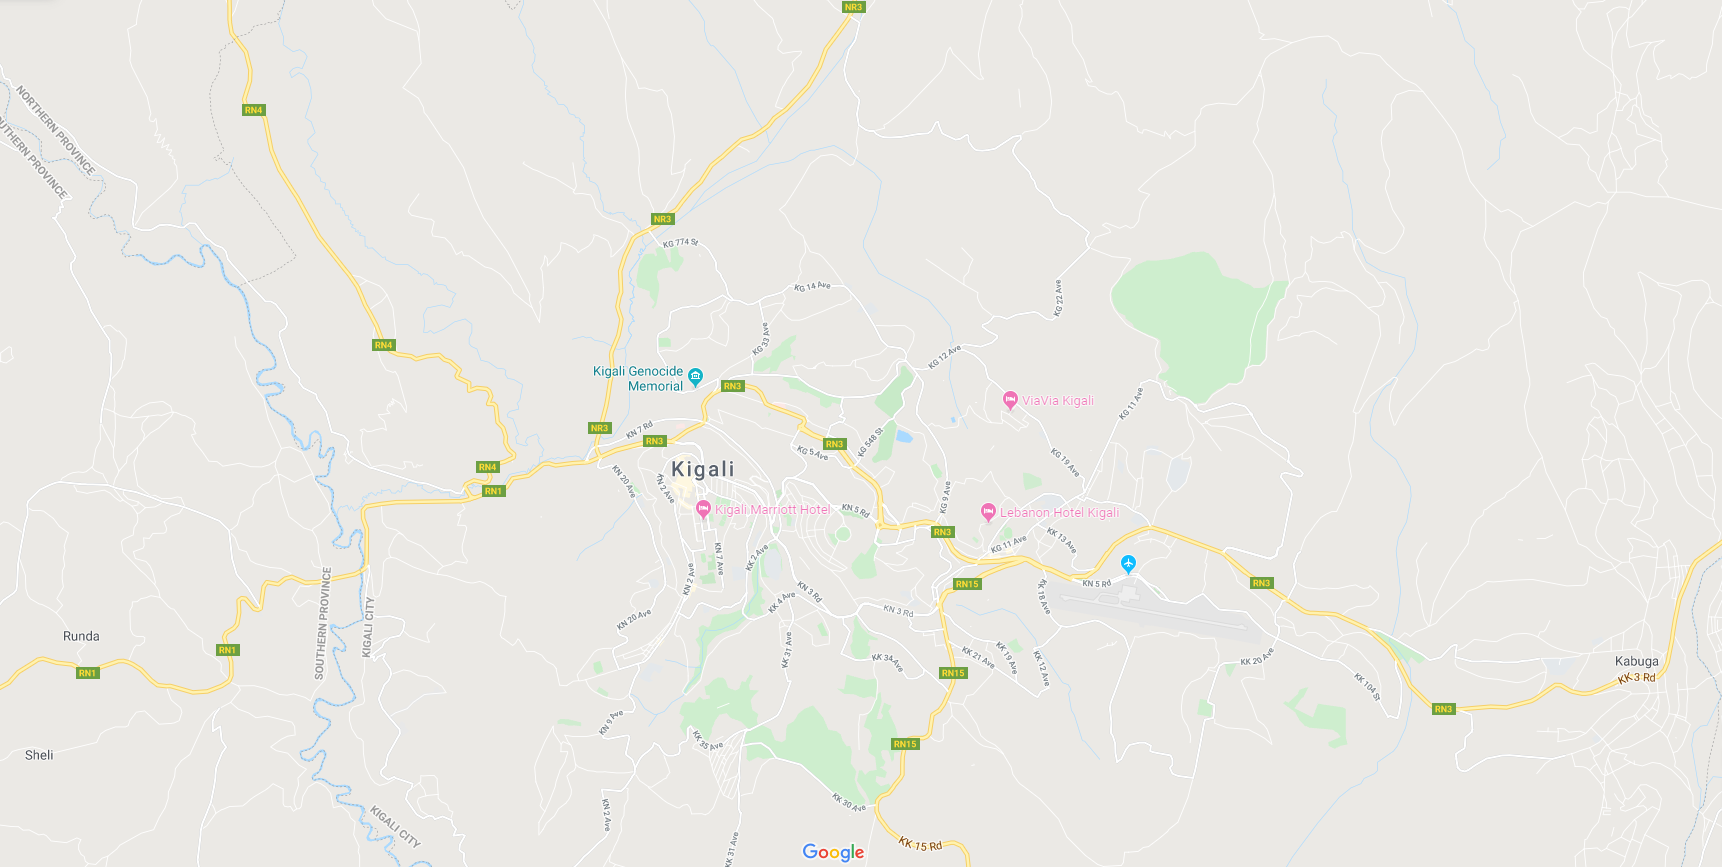 NR3
RN4
NORTHERN PROVINCE
SOUTHERN PROVINCE
NR3
KG 774 St
KG 14 Ave
KG 22 Ave
RN4
KG 33 Ave
KG 12 Ave
Kigali Genocide
Memorial
RN3
ViaVia Kigali
KG 11 Ave
NR3
KN 7 Rd
RN3
RN3
KG 548 St
KG 5 Ave
KG 19 Ave
RN4
Kigali
KN 20 Ave
KN 2 Ave
RN1
KG 9 Ave
Kigali Marriott Hotel
KN 5 Rd
Lebanon Hotel Kigali
RN3
KG 11 Ave
KK 13 Ave
KN 7 Ave
KK 2 Ave
KN 2 Ave
RN15
KN 5 Rd
RN3
KK 18 Ave
KN 3 Rd
KK 4 Ave
KN 3 Rd
SOUTHERN PROVINCE
KIGALI CITY
KN 20 Ave
Runda
RN1
KK 31 Ave
KK 34 Ave
KK 21 Ave
KK 19 Ave
KK 12 Ave
KK 20 Ave
Kabuga
KK 3 Rd
RN1
RN15
KK 104 St
RN3
KN 9 Ave
KK 35 Ave
RN15
Sheli
KK 30 Ave
KN 2 Ave
KIGALI CITY
KK 31 Ave
KK 15 Rd
Google